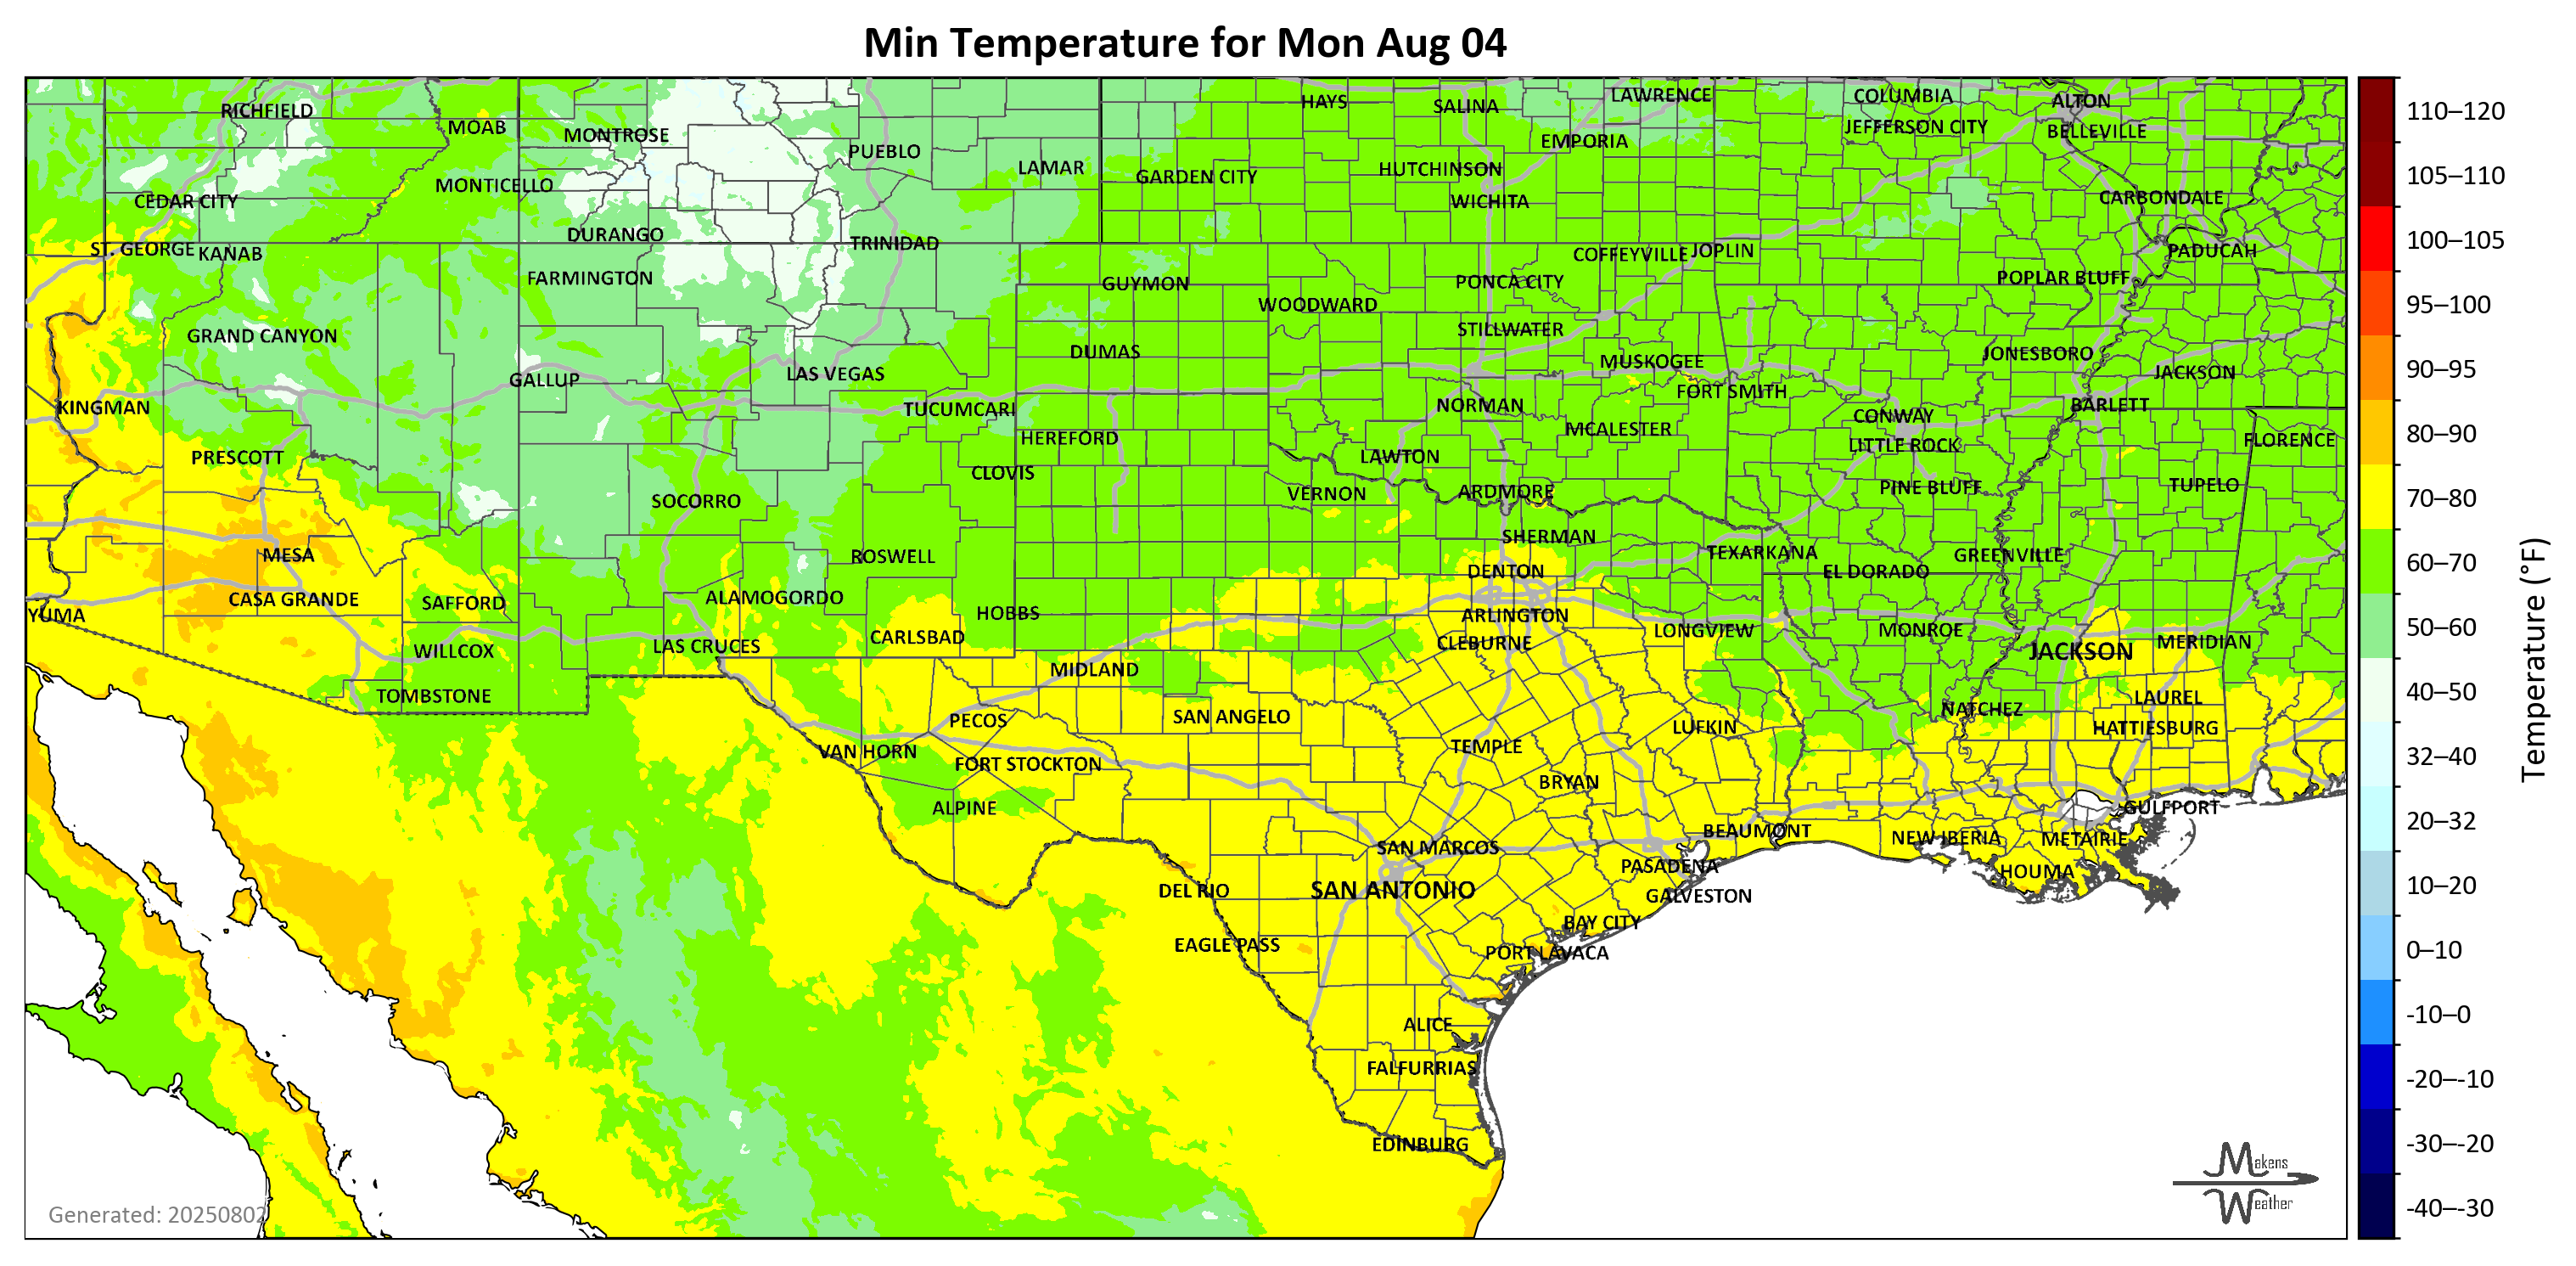 Min Temperature for Mon Aug 04
RICHFIELD
MOAB
MONTROSE
PUEBLO
LAMAR
HAYS
SALINA
LAWRENCE
COLUMBIA
ALTON
JEFFERSON CITY
BELLEVILLE
EMPORIA
HUTCHINSON
GARDEN CITY
MONTICELLO
CEDAR CITY
WICHITA
CARBONDALE
DURANGO
TRINIDAD
ST. GEORGE
KANAB
COFFEYVILLE
JOPLIN
PADUCAH
FARMINGTON
GUYMON
PONCA CITY
POPLAR BLUFF
WOODWARD
STILLWATER
GRAND CANYON
DUMAS
MUSKOGEE
JONESBORO
GALLUP
LAS VEGAS
FORT SMITH
JACKSON
KINGMAN
TUCUMCARI
NORMAN
CONWAY
BARLETT
HEREFORD
MCALESTER
LITTLE ROCK
FLORENCE
PRESCOTT
LAWTON
CLOVIS
SOCORRO
VERNON
ARDMORE
PINE BLUFF
TUPELO
MESA
ROSWELL
SHERMAN
TEXARKANA
GREENVILLE
DENTON
EL DORADO
CASA GRANDE
SAFFORD
ALAMOGORDO
YUMA
HOBBS
ARLINGTON
CARLSBAD
CLEBURNE
LONGVIEW
MONROE
MERIDIAN
WILLCOX
LAS CRUCES
JACKSON
MIDLAND
TOMBSTONE
LAUREL
PECOS
SAN ANGELO
NATCHEZ
LUFKIN
HATTIESBURG
VAN HORN
TEMPLE
FORT STOCKTON
BRYAN
ALPINE
GULFPORT
BEAUMONT
NEW IBERIA
METAIRIE
SAN MARCOS
PASADENA
HOUMA
DEL RIO
SAN ANTONIO
GALVESTON
BAY CITY
EAGLE PASS
PORT LAVACA
ALICE
FALFURRIAS
EDINBURG
Generated: 20250802
Makens
Weather
110–120
105–110
100–105
95–100
90–95
80–90
70–80
60–70
50–60
40–50
32–40
20–32
10–20
0–10
-10–0
-20–-10
-30–-20
-40–-30
Temperature (°F)